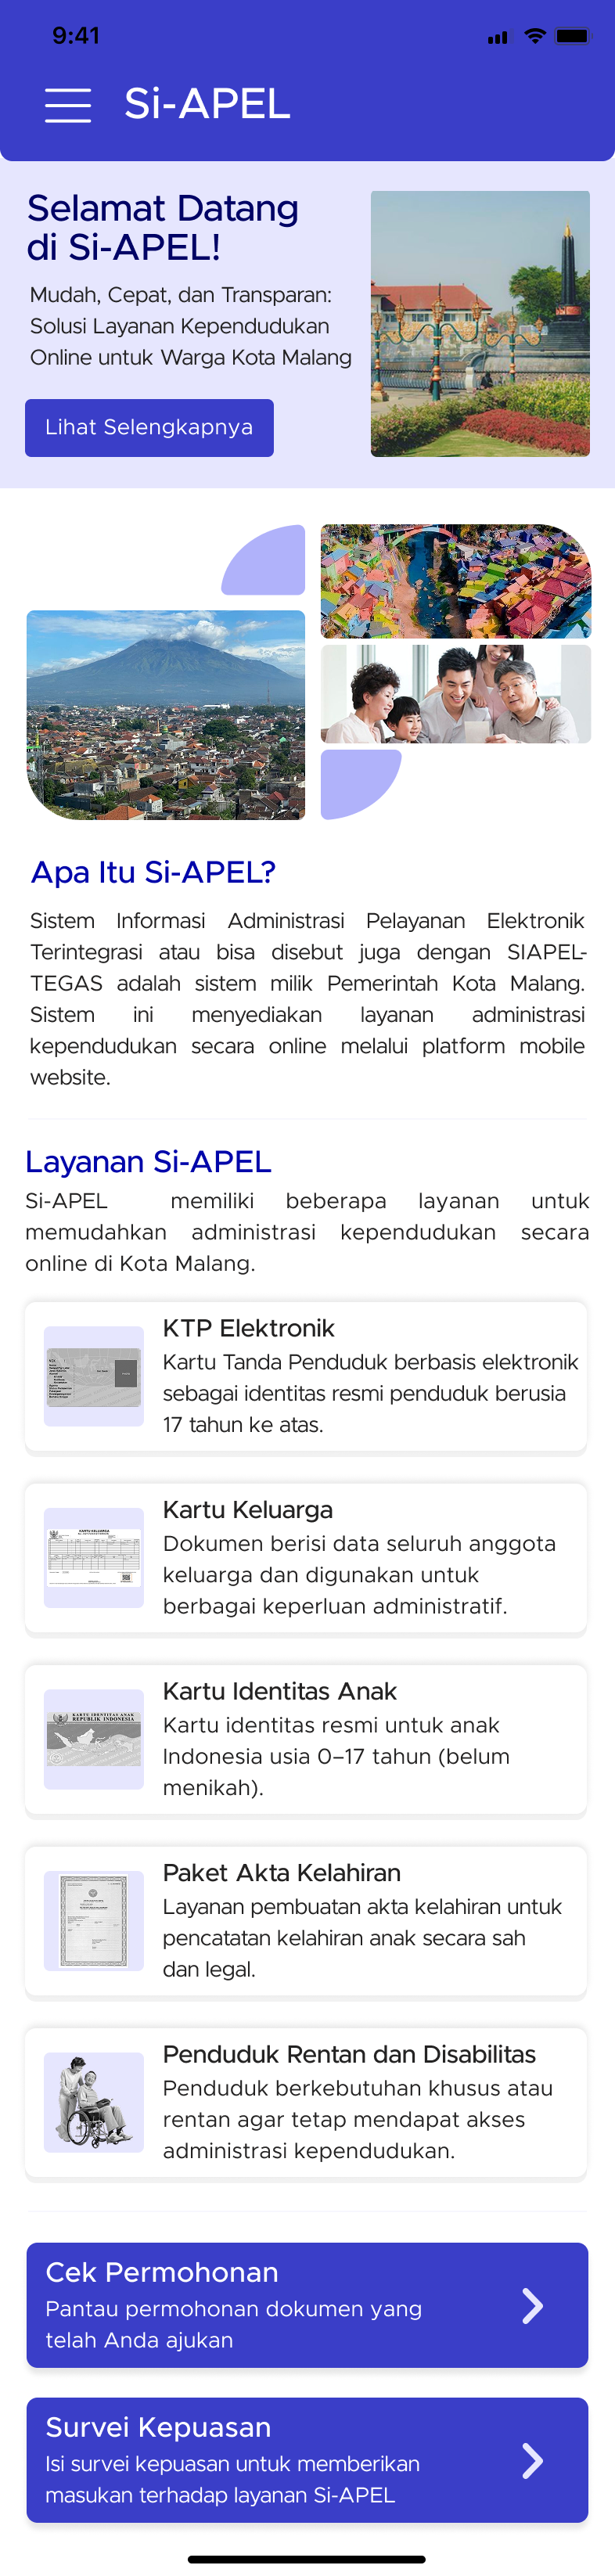 9:41
Si-APEL
Selamat Datang
di Si-APEL!
Mudah, Cepat, dan Transparan:
Solusi Layanan Kependudukan
Online untuk Warga Kota Malang
Lihat Selengkapnya
Apa Itu Si-APEL?
Sistem Informasi Administrasi Pelayanan Elektronik
Terintegrasi atau bisa disebut juga dengan SIAPEL-
TEGAS adalah sistem milik Pemerintah Kota Malang.
Sistem ini menyediakan layanan administrasi
kependudukan secara online melalui platform mobile
website.
Layanan Si-APEL
Si-APEL memiliki beberapa layanan untuk
memudahkan administrasi kependudukan secara
online di Kota Malang.
KTP Elektronik
Kartu Tanda Penduduk berbasis elektronik
sebagai identitas resmi penduduk berusia
17 tahun ke atas.
KARTU KELUARGA
Kartu Keluarga
Dokumen berisi data seluruh anggota
keluarga dan digunakan untuk
berbagai keperluan administratif.
KARTU IDENTITAS ANAK
REPUBLIK INDONESIA
Kartu Identitas Anak
Kartu identitas resmi untuk anak
Indonesia usia 0–17 tahun (belum
menikah).
Paket Akta Kelahiran
Layanan pembuatan akta kelahiran untuk
pencatatan kelahiran anak secara sah
dan legal.
Penduduk Rentan dan Disabilitas
Penduduk berkebutuhan khusus atau
rentan agar tetap mendapat akses
administrasi kependudukan.
Cek Permohonan
Pantau permohonan dokumen yang
telah Anda ajukan
Survei Kepuasan
Isi survei kepuasan untuk memberikan
masukan terhadap layanan Si-APEL